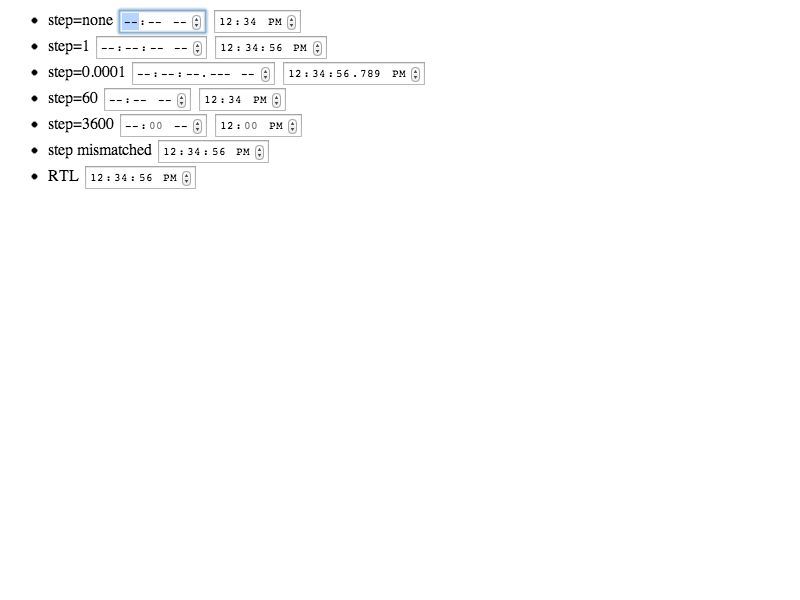 step=none --:-- -- 12:34 PM
step=1 --:--:-- -- 12:34:56 PM
step=0.0001 --:--:--.--- -- 12:34:56.789 PM
step=60 --:-- -- 12:34 PM
step=3600 --:00 -- 12:00 PM
step mismatched 12:34:56 PM
RTL 12:34:56 PM